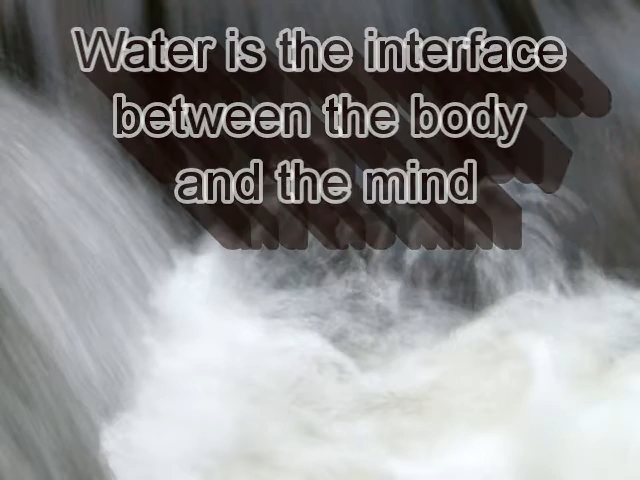 Water is the interface
between the body
and the mind